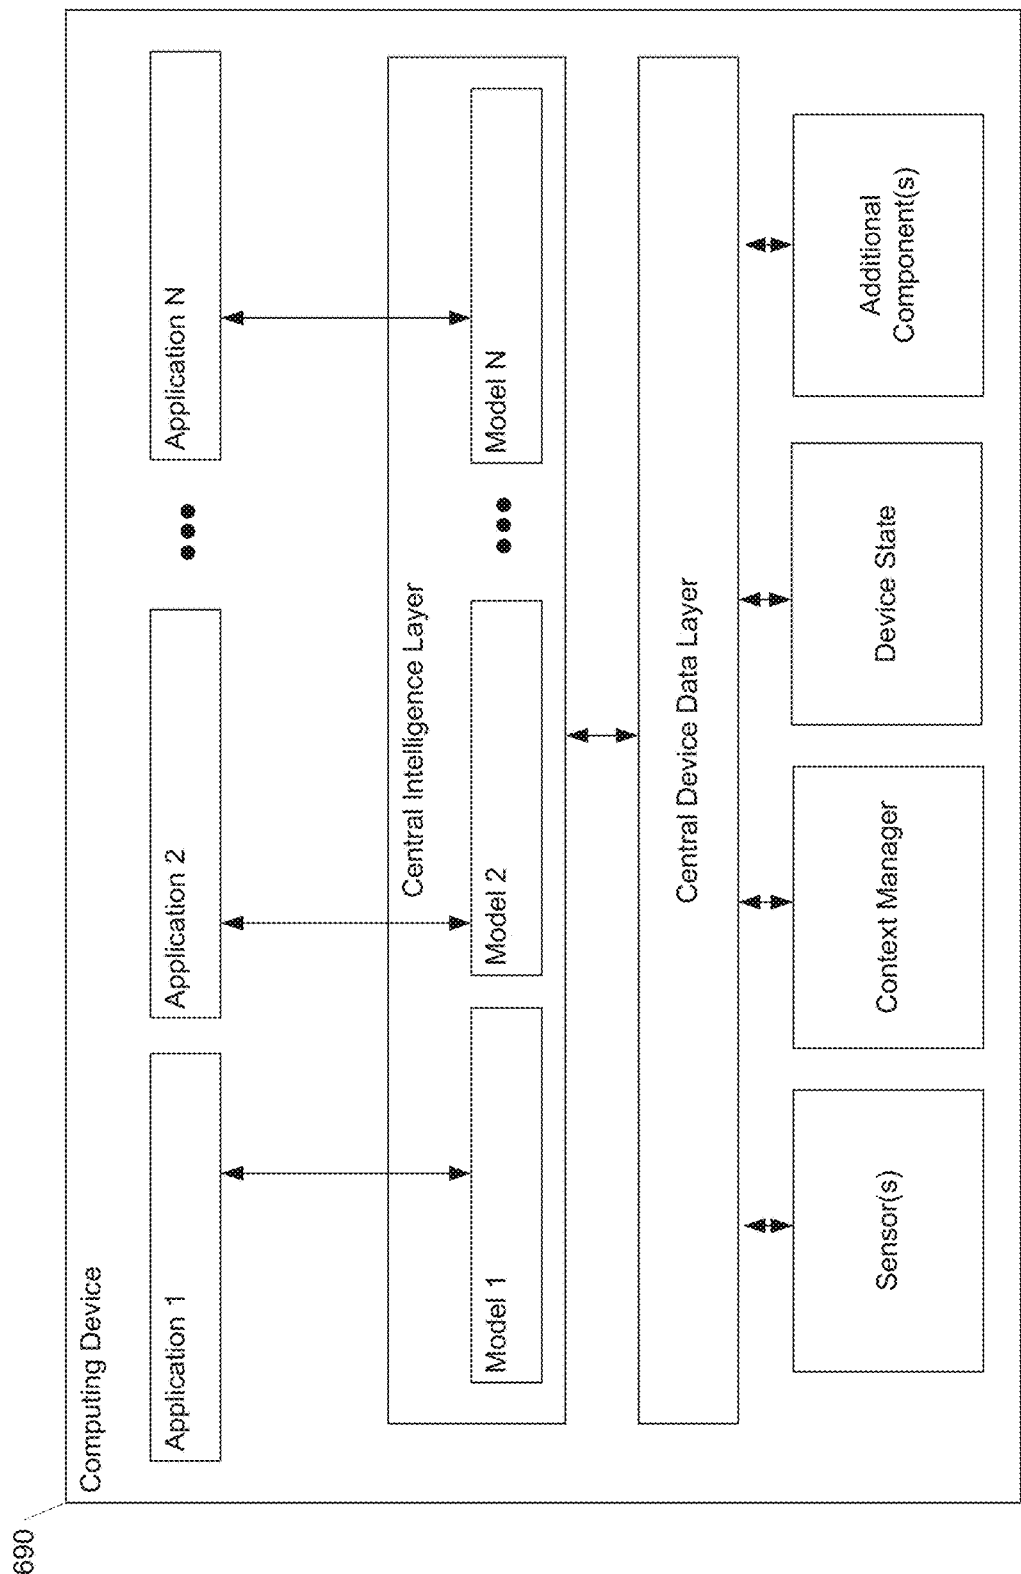 690
Computing Device
Application 1
Application 2
Application N
Central Intelligence Layer
Model 1
Model 2
Model N
Central Device Data Layer
Sensor(s)
Context Manager
Device State
Additional
Component(s)